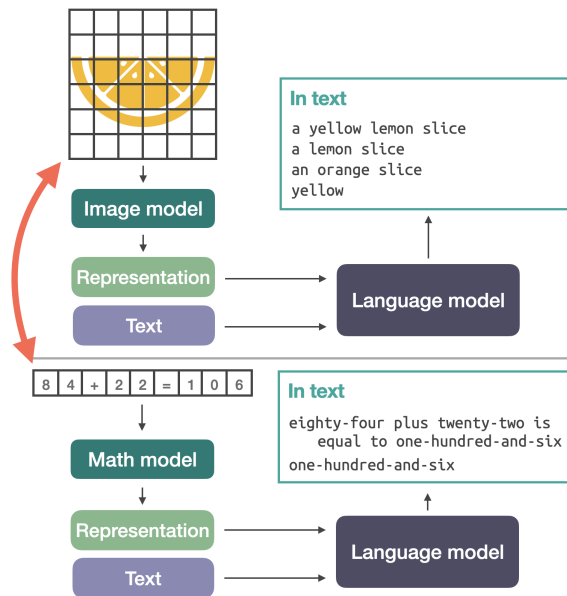 In text
a yellow lemon slice
a lemon slice
an orange slice
yellow
Image model
Representation
Text
Language model
8 4 + 2 2 = 1 0 6
In text
eighty-four plus twenty-two is
equal to one-hundred-and-six
one-hundred-and-six
Math model
Representation
Text
Language model